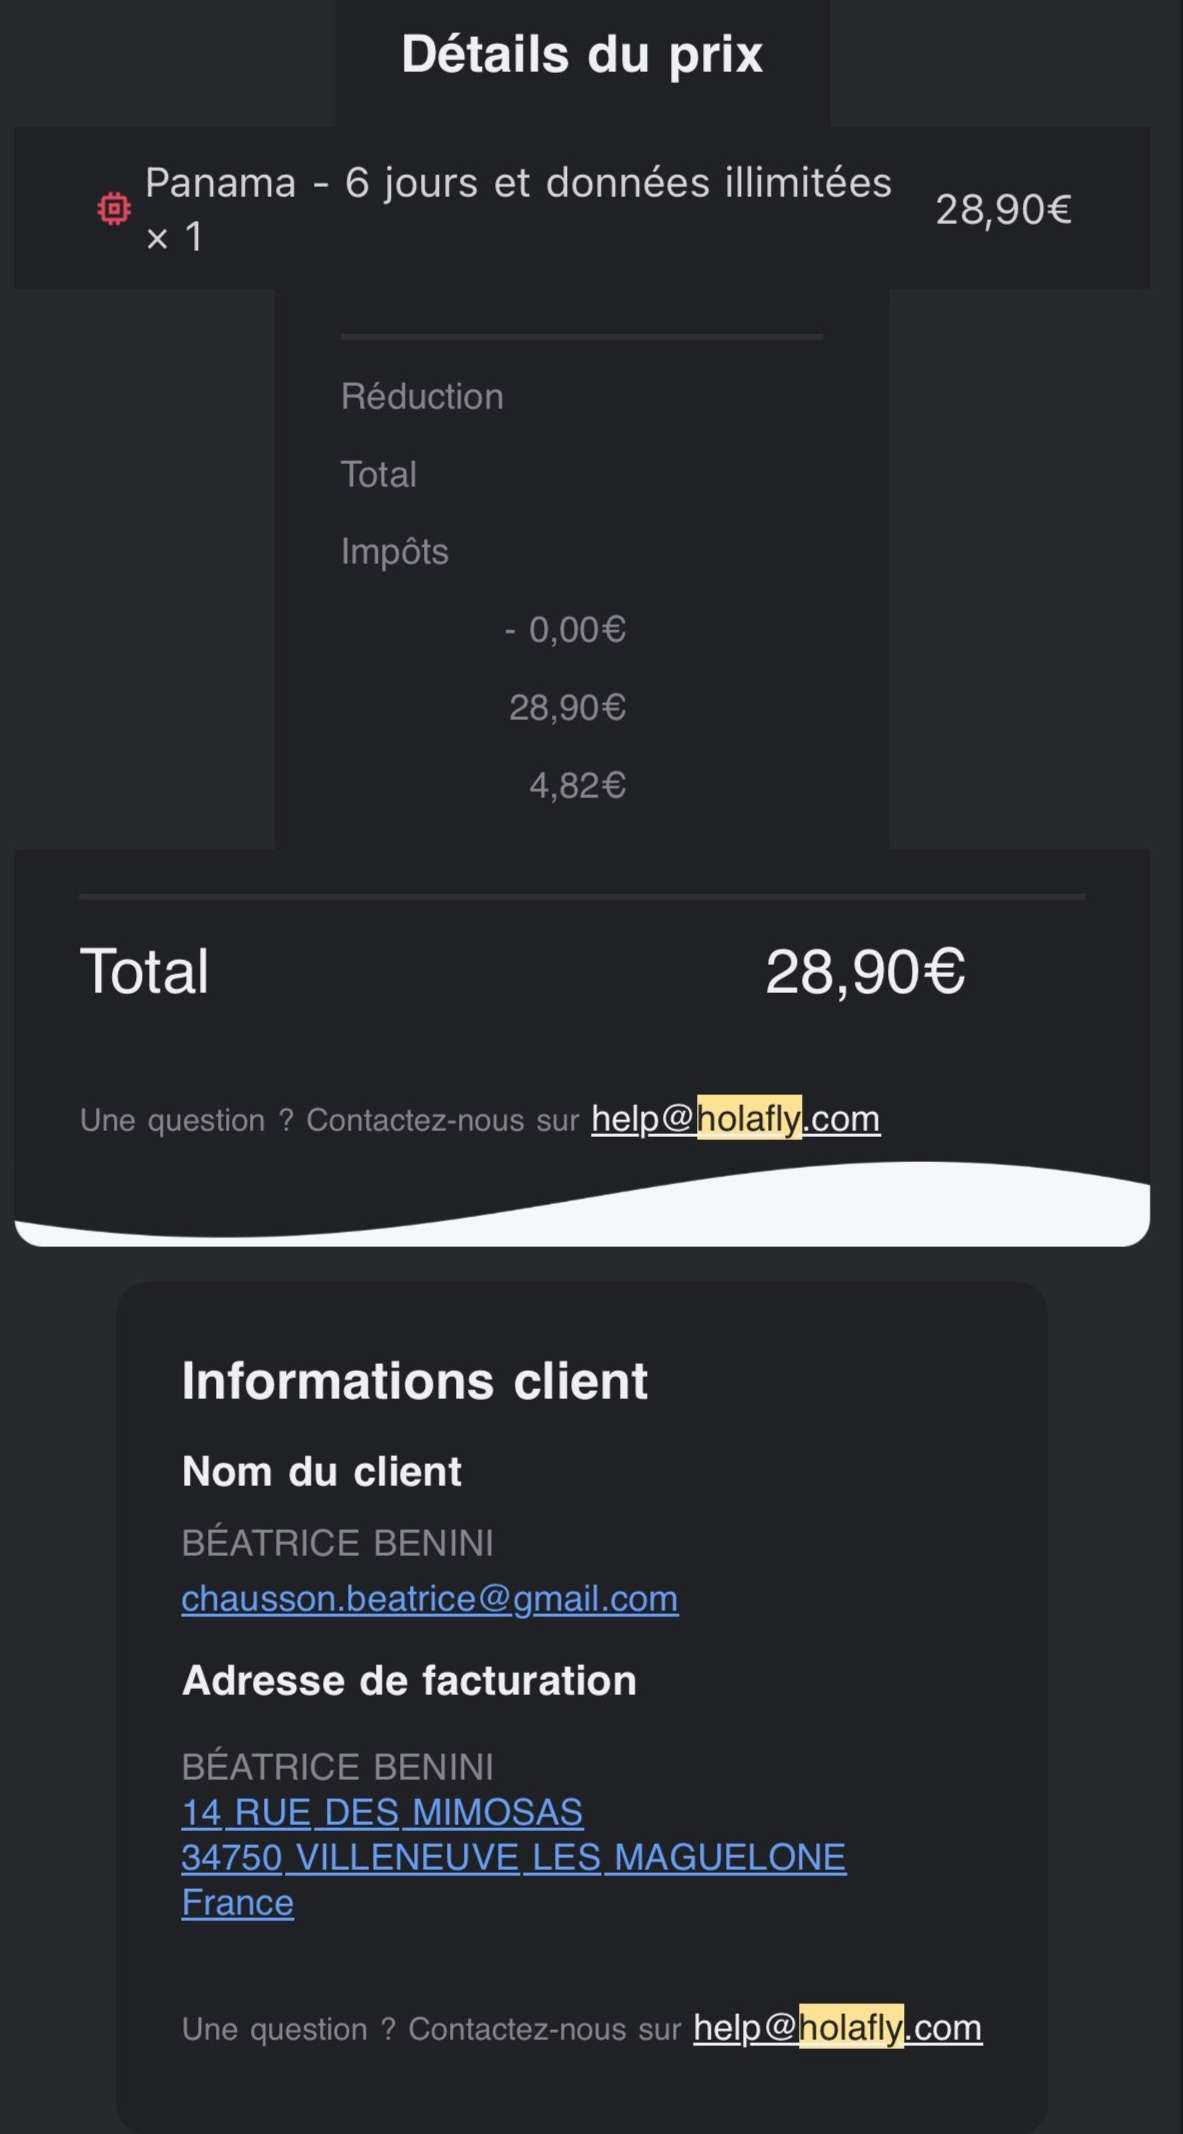 Détails du prix
Panama - 6 jours et données illimitées
× 1
28,90€
Réduction
Total
Impôts
- 0,00€
28,90€
4,82€
Total 28,90€
Une question ? Contactez-nous sur help@holafly.com
Informations client
Nom du client
BÉATRICE BENINI
chausson.beatrice@gmail.com
Adresse de facturation
BÉATRICE BENINI
14 RUE DES MIMOSAS
34750 VILLENEUVE LES MAGUELONE
France
Une question ? Contactez-nous sur help@holafly.com